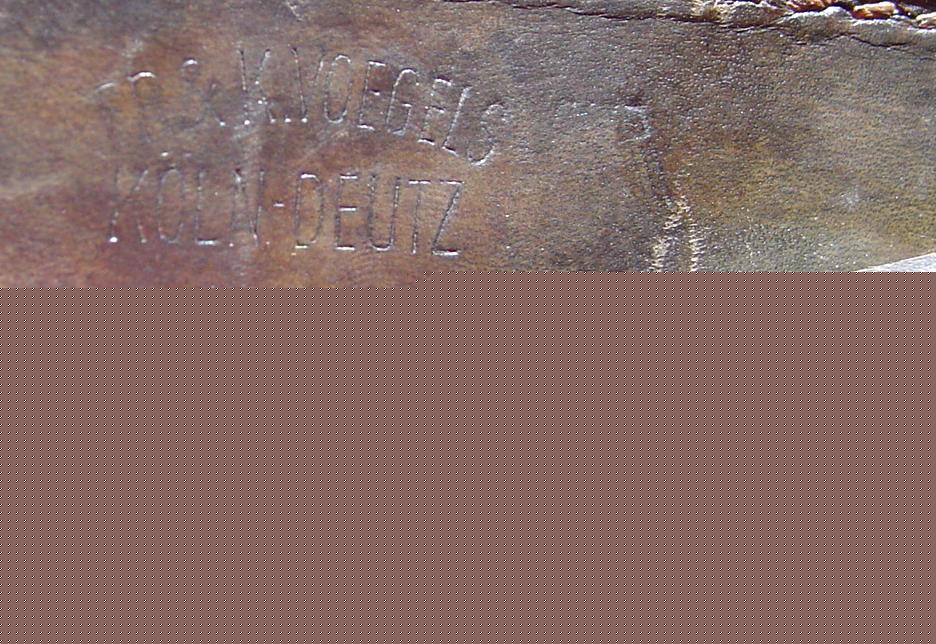 & K. VOEGELS
KÖLN-DEUTZ